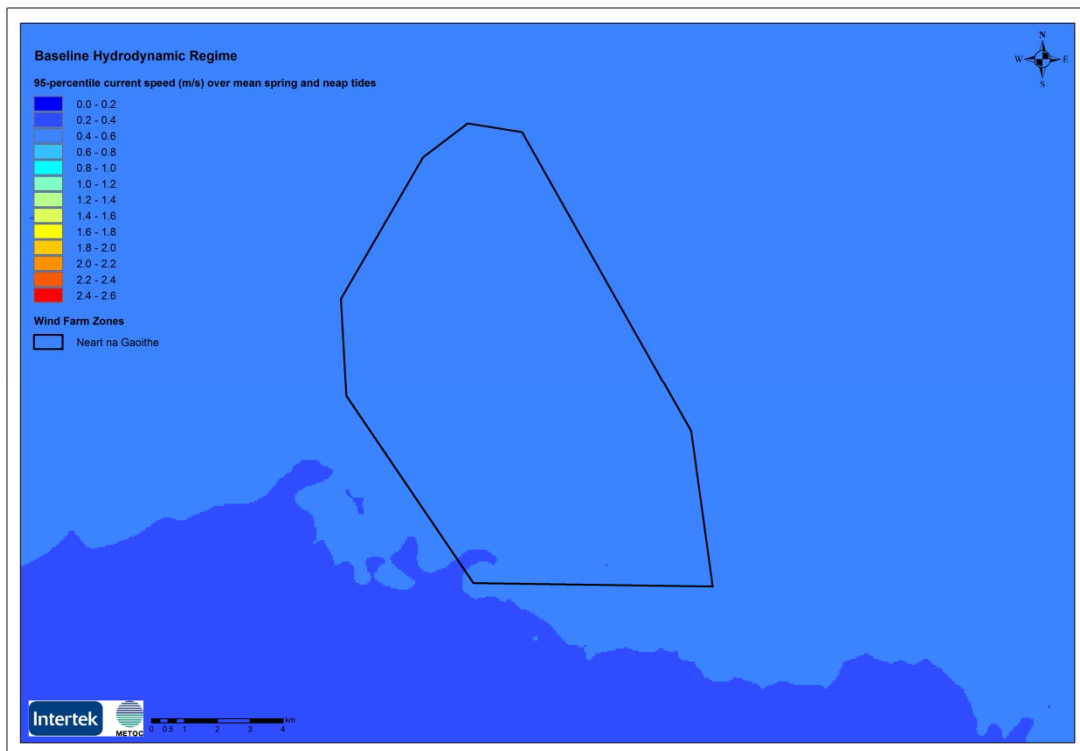 Baseline Hydrodynamic Regime
95-percentile current speed (m/s) over mean spring and neap tides
0.0 - 0.2
0.2 - 0.4
0.4 - 0.6
0.6 - 0.8
0.8 - 1.0
1.0 - 1.2
1.2 - 1.4
1.4 - 1.6
1.6 - 1.8
1.8 - 2.0
2.0 - 2.2
2.2 - 2.4
2.4 - 2.6
Wind Farm Zones
Neart na Gaoithe
N
W E
S
Intertek
METOC
km
0 0.5 1 2 3 4